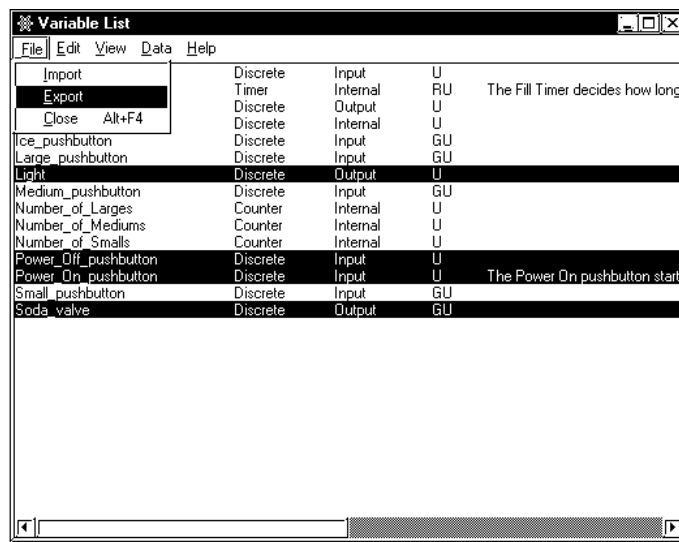 Variable List
File Edit View Data Help
Import
Export
Close Alt+F4
Discrete Input U
Timer Internal RU The Fill Timer decides how long
Discrete Output U
Discrete Internal U
Ice_pushbutton Discrete Input GU
Large_pushbutton Discrete Input GU
Light Discrete Output U
Medium_pushbutton Discrete Input GU
Number_of_Larges Counter Internal U
Number_of_Mediums Counter Internal U
Number_of_Smalls Counter Internal U
Power_Off_pushbutton Discrete Input U
Power_On_pushbutton Discrete Input U The Power On pushbutton start
Small_pushbutton Discrete Input GU
Soda_valve Discrete Output GU